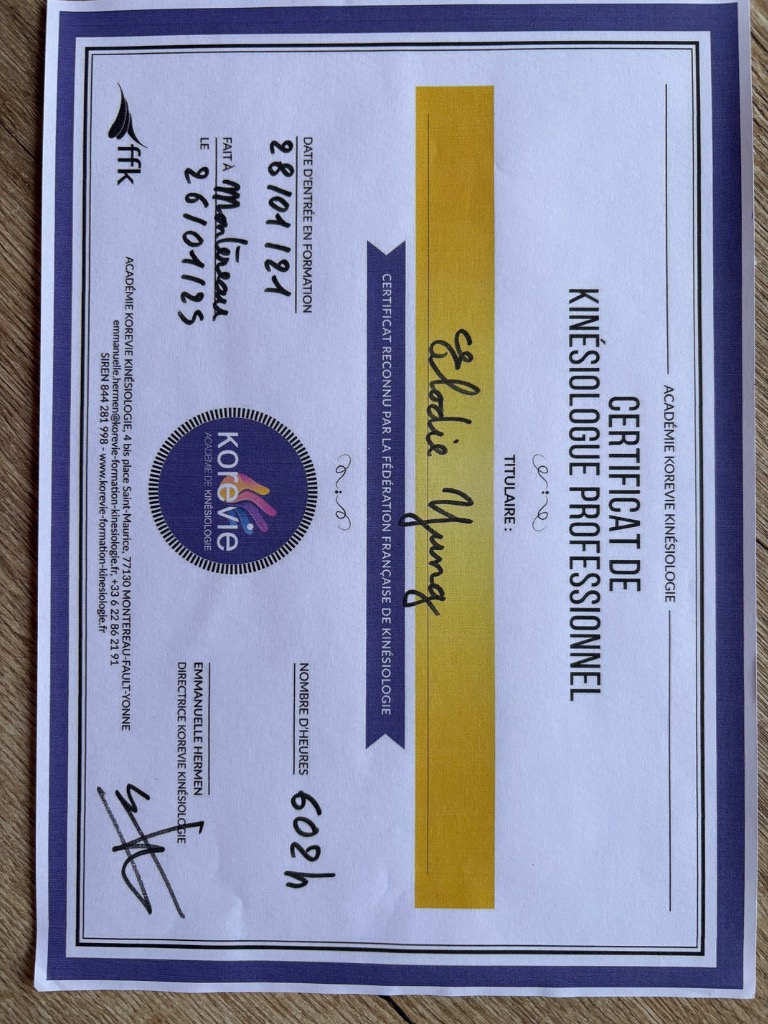 ACADÉMIE KOREVIE KINÉSIOLOGIE
CERTIFICAT DE
KINÉSIOLOGUE PROFESSIONNEL
TITULAIRE :
Elodie Yung
CERTIFICAT RECONNU PAR LA FÉDÉRATION FRANÇAISE DE KINÉSIOLOGIE
DATE D'ENTRÉE EN FORMATION
28/01/21
FAIT À Montereau
LE 26/01/25
korevie
ACADÉMIE DE KINÉSIOLOGIE
NOMBRE D'HEURES 602h
EMMANUELLE HERMEN
DIRECTRICE KOREVIE KINÉSIOLOGIE
ffk
ACADÉMIE KOREVIE KINÉSIOLOGIE, 4 bis place Saint-Maurice, 77130 MONTEREAU-FAULT-YONNE
emmanuelle.hermen@korevie-formation-kinesiologie.fr, +33 6 22 86 21 91
SIREN 844 281 998 - www.korevie-formation-kinesiologie.fr